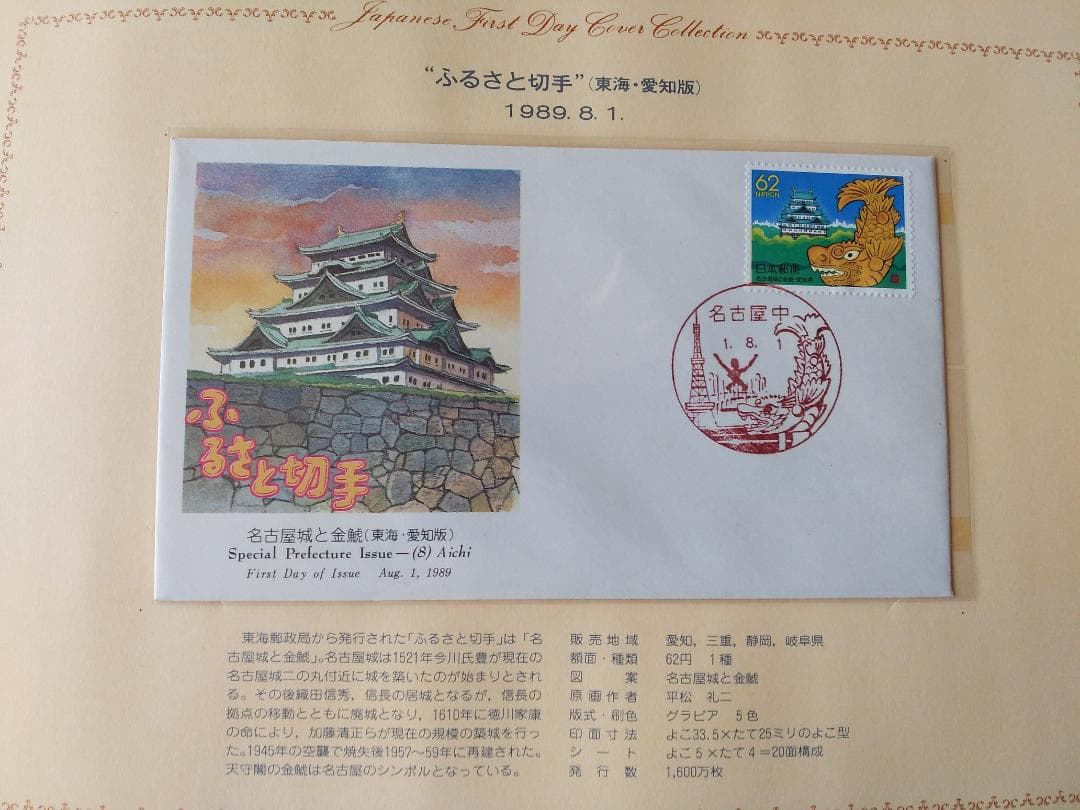 Japanese First Day Cover Collection
“ふるさと切手”(東海・愛知版)
1989. 8. 1.
62
NIPPON
日本郵便
名古屋城と金鯱・愛知県
名古屋中
1. 8. 1
ふ
るさと切手
名古屋城と金鯱(東海・愛知版)
Special Prefecture Issue—(8) Aichi
First Day of Issue Aug. 1, 1989
東海郵政局から発行された「ふるさと切手」は「名
古屋城と金鯱」。名古屋城は1521年今川氏豊が現在の
名古屋城二の丸付近に城を築いたのが始まりとされ
る。その後織田信秀，信長の居城となるが，信長の
拠点の移動とともに廃城となり，1610年に徳川家康
の命により，加藤清正らが現在の規模の築城を行っ
た。1945年の空襲で焼失後1957〜59年に再建された。
天守閣の金鯱は名古屋のシンボルとなっている。
販売地域 愛知，三重，静岡，岐阜県
額面・種類 62円 1種
図案 名古屋城と金鯱
原画作者 平松 礼二
版式・刷色 グラビア 5色
印面寸法 よこ33.5×たて25ミリのよこ型
シート よこ5×たて4＝20面構成
発行数 1,600万枚